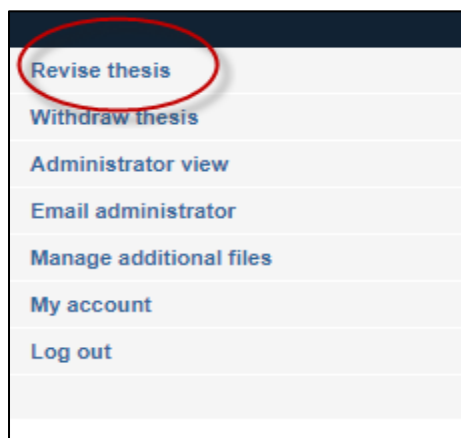 Revise thesis
Withdraw thesis
Administrator view
Email administrator
Manage additional files
My account
Log out